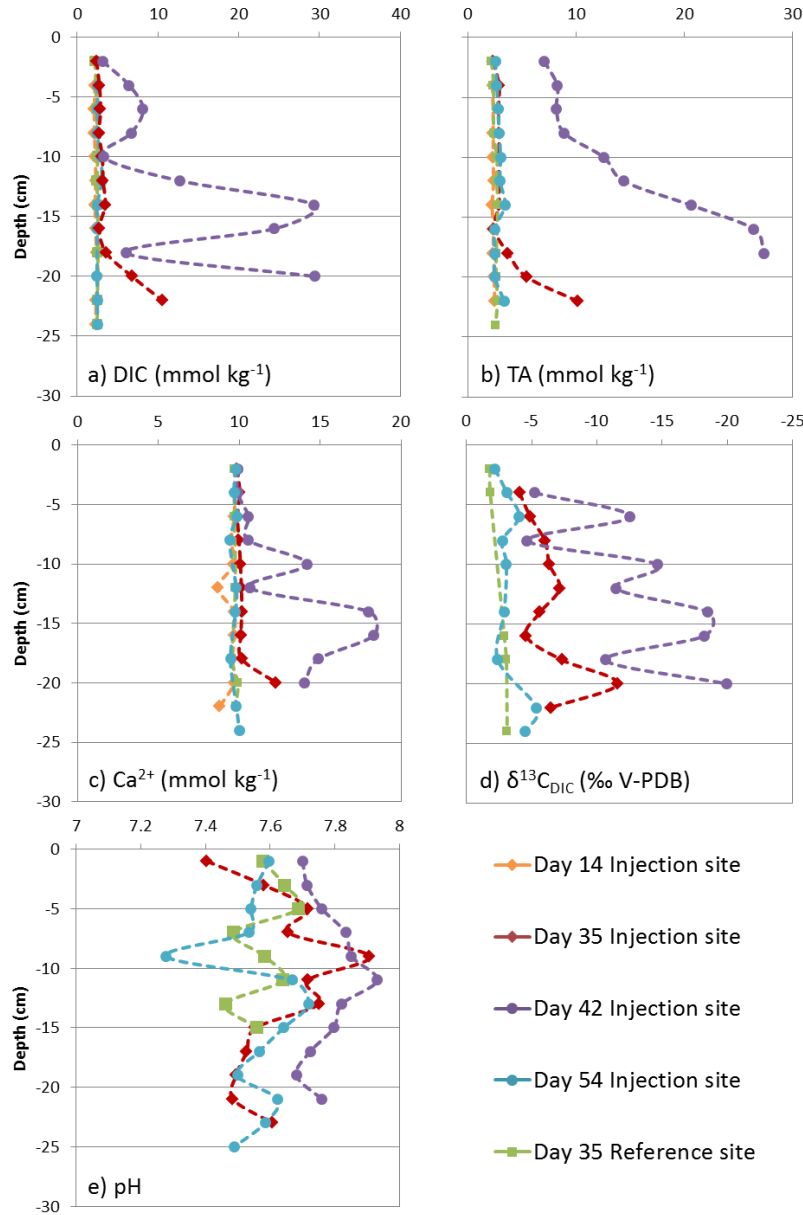 0 10 20 30 40
0 10 20 30
0
-5
-10
-15
-20
-25
-30
Depth (cm)
a) DIC (mmol kg⁻¹)
b) TA (mmol kg⁻¹)
0 5 10 15 20
0 -5 -10 -15 -20 -25
0
-5
-10
-15
-20
-25
-30
Depth (cm)
c) Ca²⁺ (mmol kg⁻¹)
d) δ¹³C_DIC (‰ V-PDB)
7 7.2 7.4 7.6 7.8 8
0
-5
-10
-15
-20
-25
-30
Depth (cm)
e) pH
Day 14 Injection site
Day 35 Injection site
Day 42 Injection site
Day 54 Injection site
Day 35 Reference site